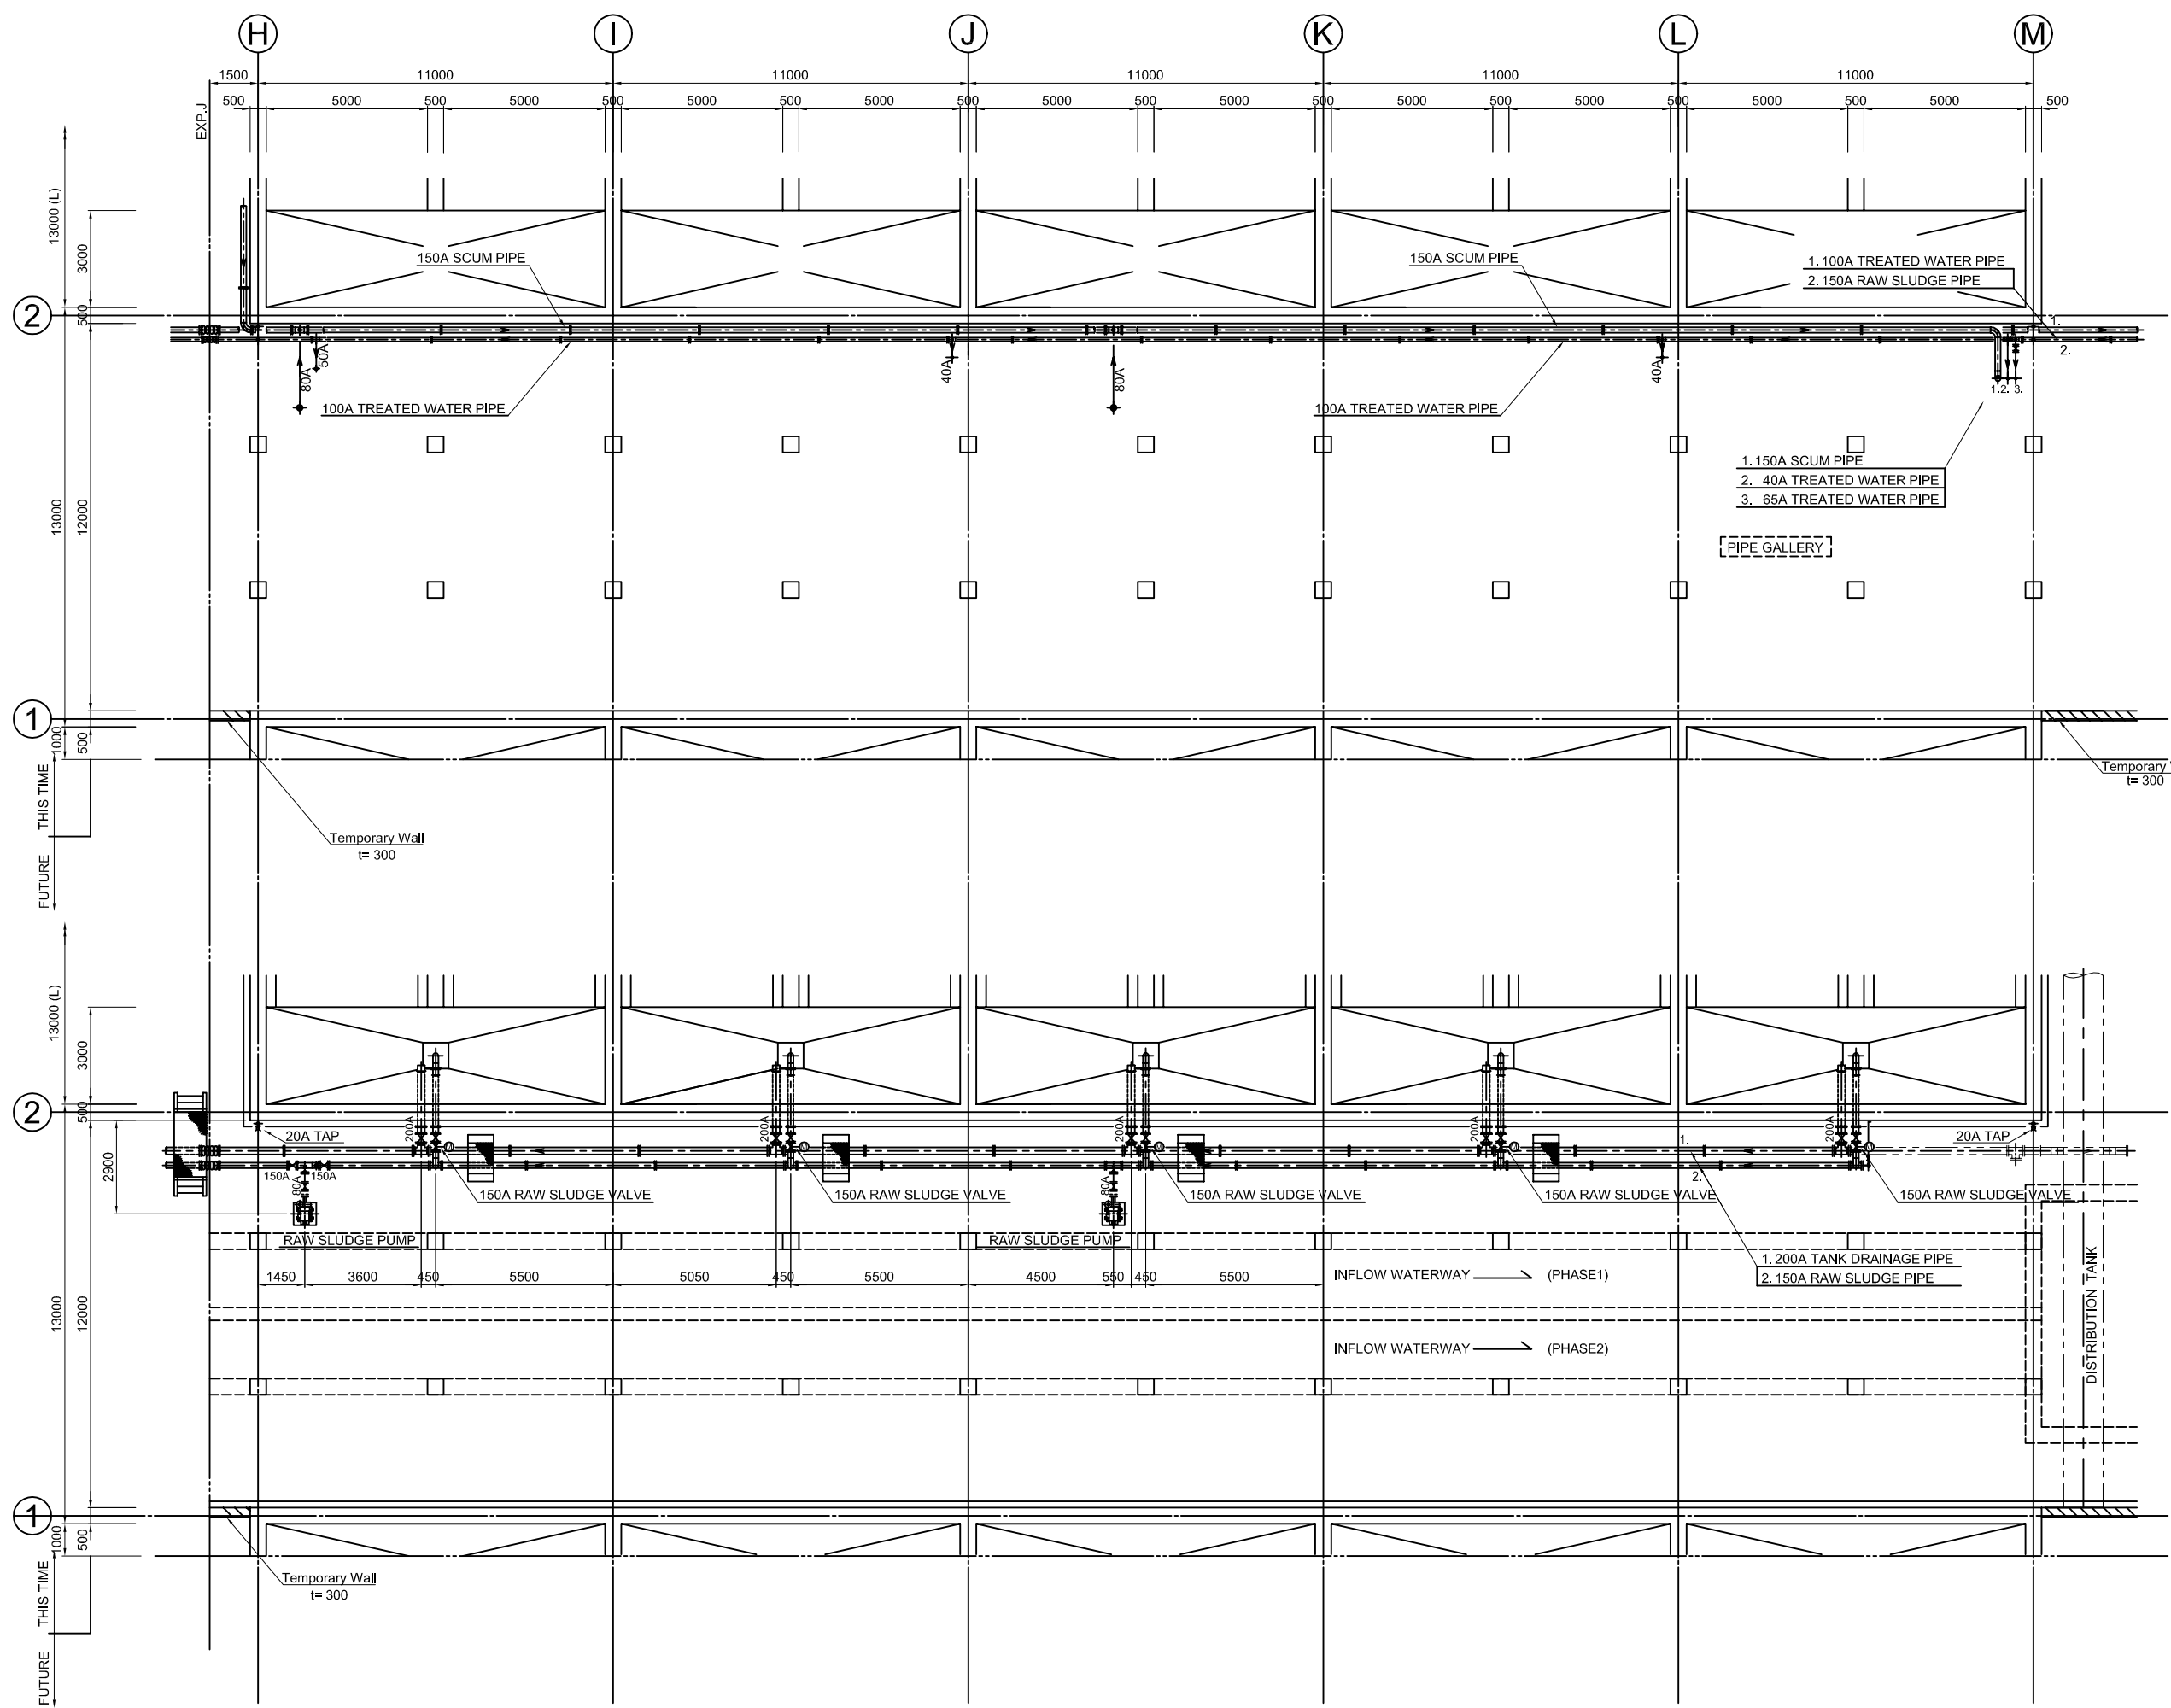 H I J K L M
1500 11000 11000 11000 11000 11000
500 5000 500 5000 500 5000 500 5000 500 5000 500 5000 500 5000 500 5000 500 5000 500 5000 500
EXP.J
13000 (L)
3000
150A SCUM PIPE
150A SCUM PIPE
1. 100A TREATED WATER PIPE
2. 150A RAW SLUDGE PIPE
2
500
1.
2.
80A
50A
40A
80A
40A
1. 2. 3.
100A TREATED WATER PIPE
100A TREATED WATER PIPE
1. 150A SCUM PIPE
2. 40A TREATED WATER PIPE
3. 65A TREATED WATER PIPE
13000
12000
PIPE GALLERY
1
1000
500
THIS TIME
FUTURE
Temporary Wall
t= 300
Temporary
t= 300
13000 (L)
3000
2
500
200A
200A
200A
200A
200A
20A TAP
20A TAP
M
M
M
M
M
1.
2.
2900
150A
150A
80A
80A
150A RAW SLUDGE VALVE
150A RAW SLUDGE VALVE
150A RAW SLUDGE VALVE
150A RAW SLUDGE VALVE
150A RAW SLUDGE VALVE
RAW SLUDGE PUMP
RAW SLUDGE PUMP
1450 3600 450 5500 5050 450 5500 4500 550 450 5500
INFLOW WATERWAY (PHASE1)
1. 200A TANK DRAINAGE PIPE
2. 150A RAW SLUDGE PIPE
13000
12000
INFLOW WATERWAY (PHASE2)
DISTRIBUTION TANK
1
1000
500
THIS TIME
FUTURE
Temporary Wall
t= 300